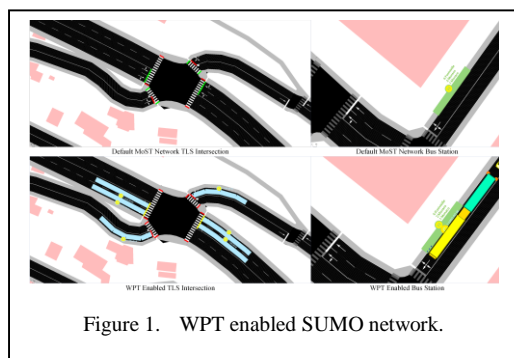 Default MoST Network TLS Intersection
Default MoST Network Bus Station
WPT Enabled TLS Intersection
WPT Enabled Bus Station
Figure 1. WPT enabled SUMO network.